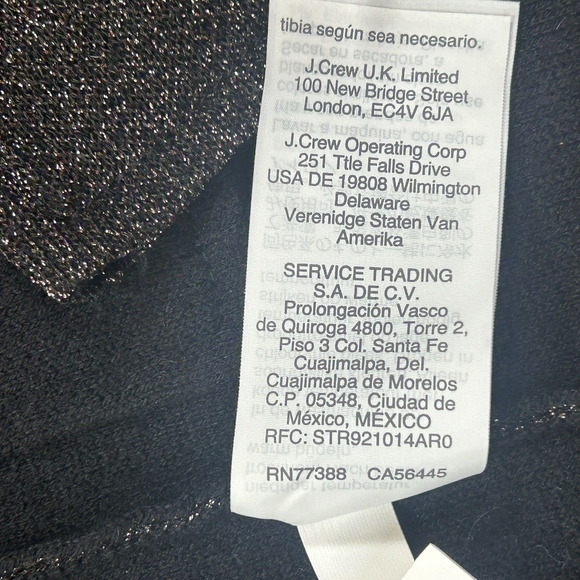 tibia según sea necesario.
J.Crew U.K. Limited
100 New Bridge Street
London, EC4V 6JA
J.Crew Operating Corp
251 Ttle Falls Drive
USA DE 19808 Wilmington
Delaware
Verenidge Staten Van
Amerika
SERVICE TRADING
S.A. DE C.V.
Prolongación Vasco
de Quiroga 4800, Torre 2,
Piso 3 Col. Santa Fe
Cuajimalpa, Del.
Cuajimalpa de Morelos
C.P. 05348, Ciudad de
México, MÉXICO
RFC: STR921014AR0
RN77388 CA56445